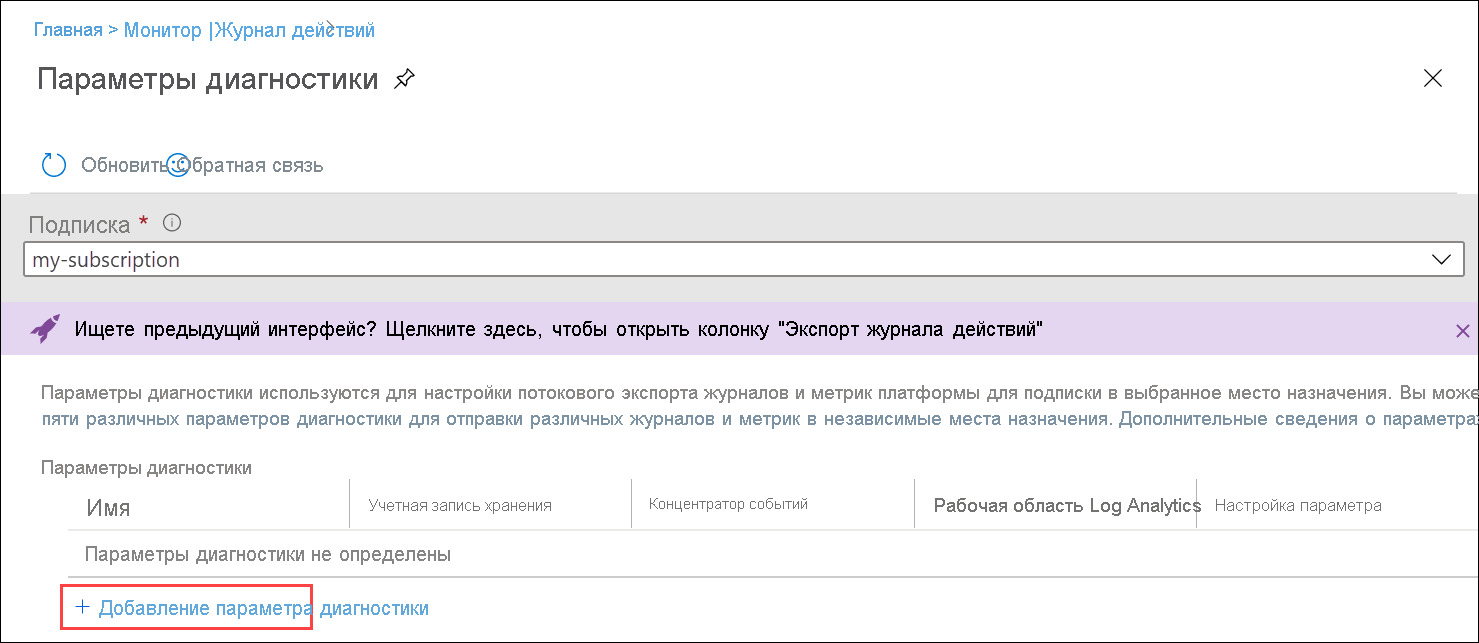 Главная > Монитор |Журнал действий
Параметры диагностики
Обновить Обратная связь
Подписка *
my-subscription
Ищете предыдущий интерфейс? Щелкните здесь, чтобы открыть колонку "Экспорт журнала действий"
Параметры диагностики используются для настройки потокового экспорта журналов и метрик платформы для подписки в выбранное место назначения. Вы може
пяти различных параметров диагностики для отправки различных журналов и метрик в независимые места назначения. Дополнительные сведения о параметра
Параметры диагностики
Имя Учетная запись хранения Концентратор событий Рабочая область Log Analytics Настройка параметра
Параметры диагностики не определены
+ Добавление параметра диагностики